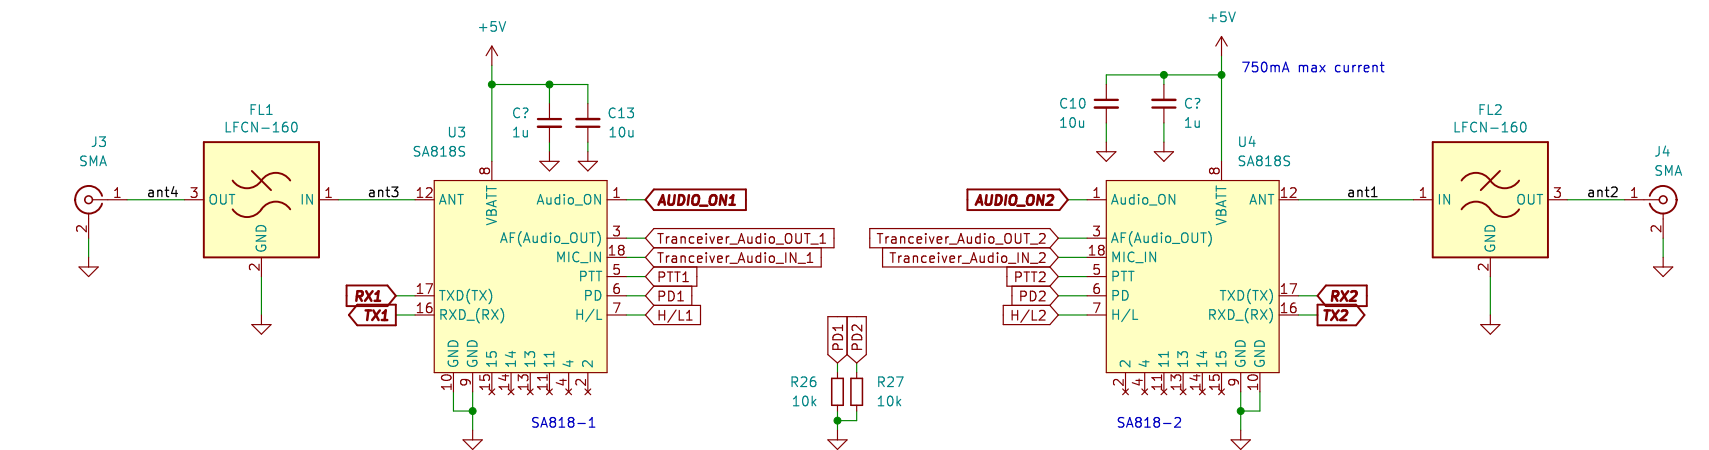 +5V
+5V
750mA max current
FL1
LFCN-160
C?
1u
C13
10u
C10
10u
C?
1u
FL2
LFCN-160
J3
SMA
U3
SA818S
U4
SA818S
J4
SMA
1
2
ant4
3
OUT
IN
GND
2
1
ant3
12
ANT
8
VBATT
Audio_ON
1
AUDIO_ON1
AF(Audio_OUT)
3
Tranceiver_Audio_OUT_1
MIC_IN
18
Tranceiver_Audio_IN_1
PTT
5
PTT1
RX1
17
TXD(TX)
PD
6
PD1
TX1
16
RXD_(RX)
H/L
7
H/L1
GND
GND
15
14
13
11
4
2
10
9
15
14
13
11
4
2
SA818-1
PD1
PD2
R26
10k
R27
10k
AUDIO_ON2
1
Audio_ON
8
VBATT
ANT
12
ant1
1
IN
OUT
GND
2
3
ant2
1
2
Tranceiver_Audio_OUT_2
3
AF(Audio_OUT)
Tranceiver_Audio_IN_2
18
MIC_IN
PTT2
5
PTT
PD2
6
PD
TXD(TX)
17
RX2
H/L2
7
H/L
RXD_(RX)
16
TX2
2
4
11
13
14
15
GND
GND
2
4
11
13
14
15
9
10
SA818-2